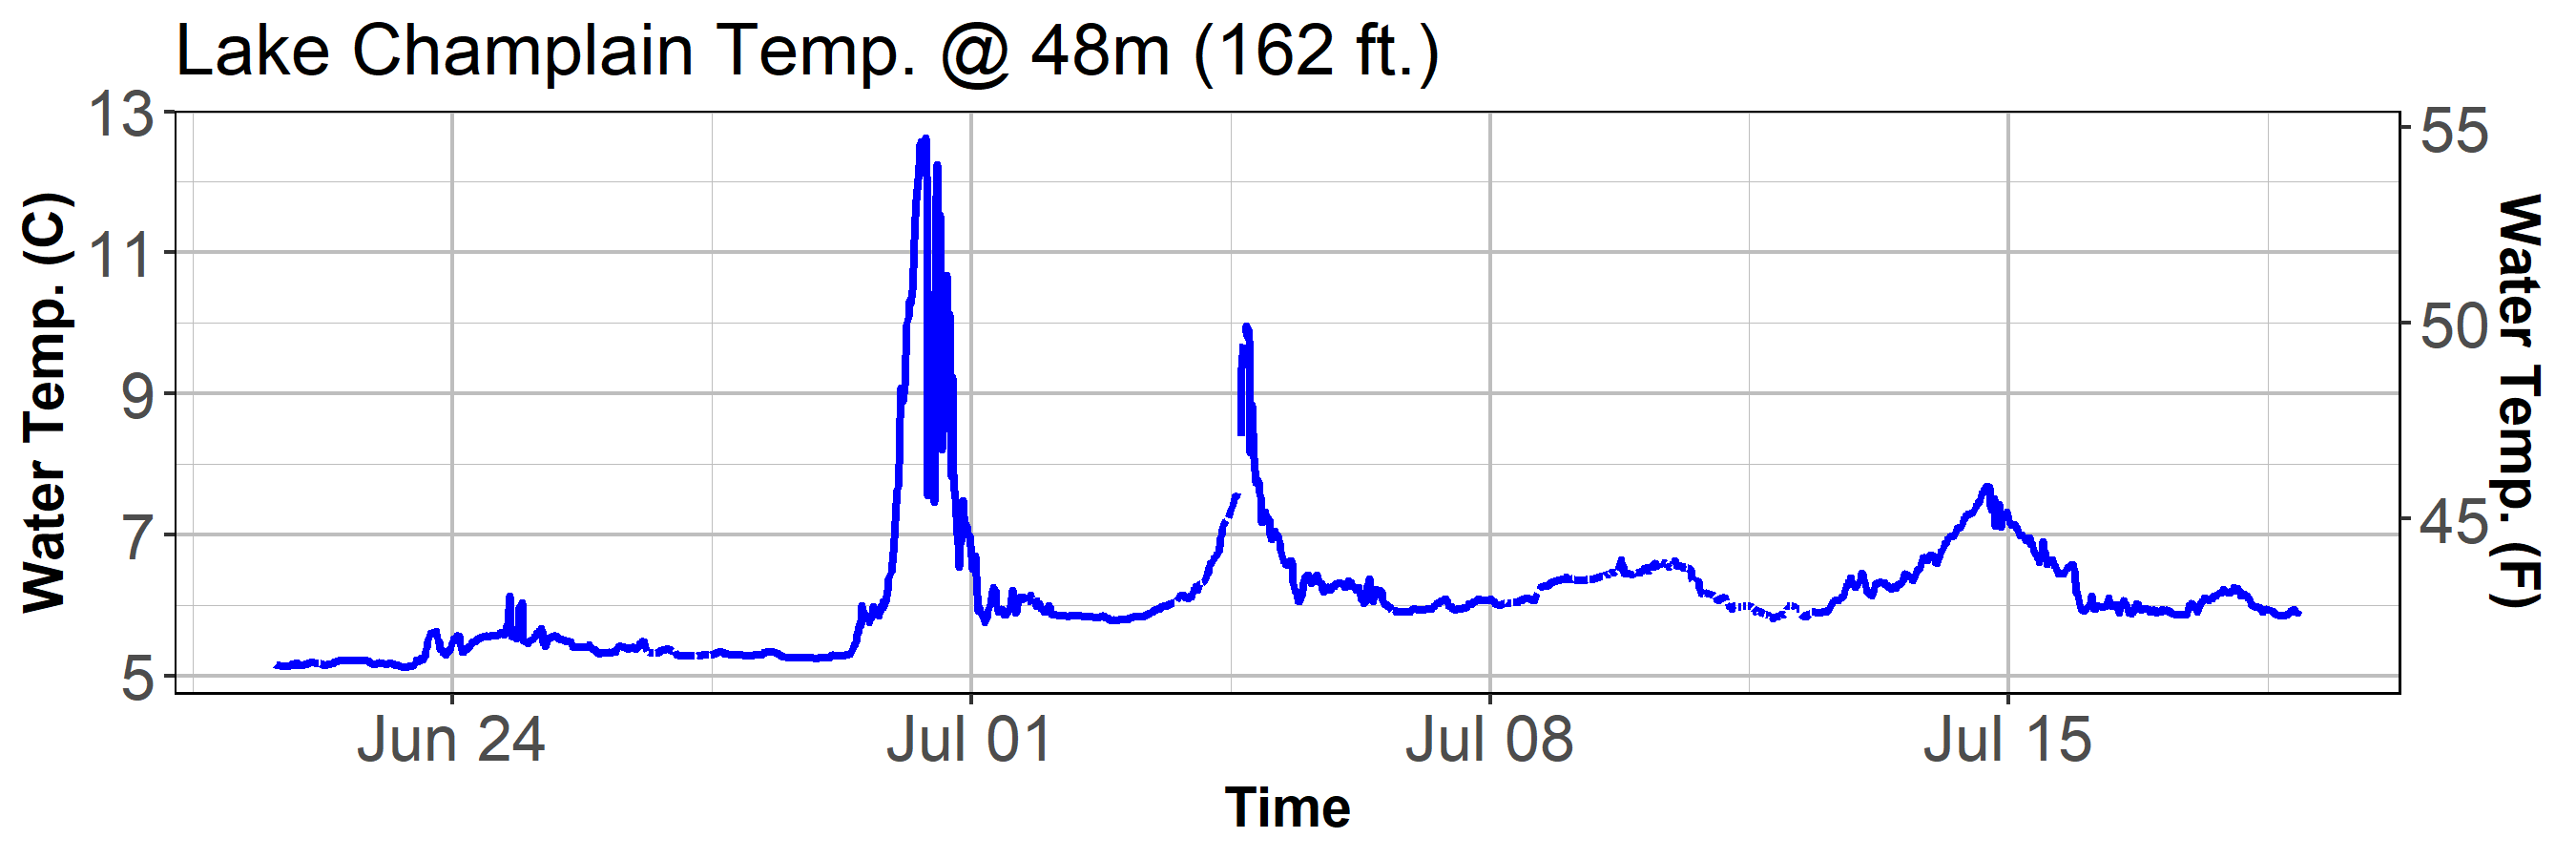 Lake Champlain Temp. @ 48m (162 ft.)
Water Temp. (C)
13
11
9
7
5
55
50
45
Water Temp. (F)
Jun 24 Jul 01 Jul 08 Jul 15
Time